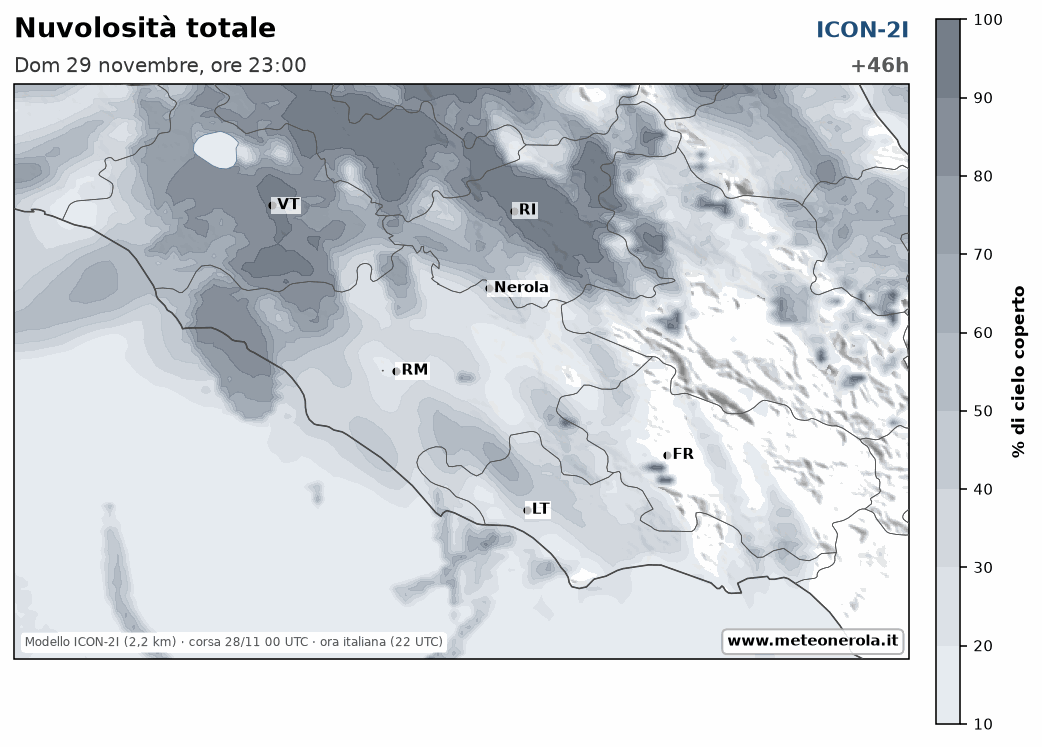 Nuvolosità totale
ICON-2I
Dom 29 novembre, ore 23:00
+46h
100
90
80
70
60
50
40
30
20
10
% di cielo coperto
VT
RI
Nerola
RM
FR
LT
Modello ICON-2I (2,2 km) · corsa 28/11 00 UTC · ora italiana (22 UTC)
www.meteonerola.it